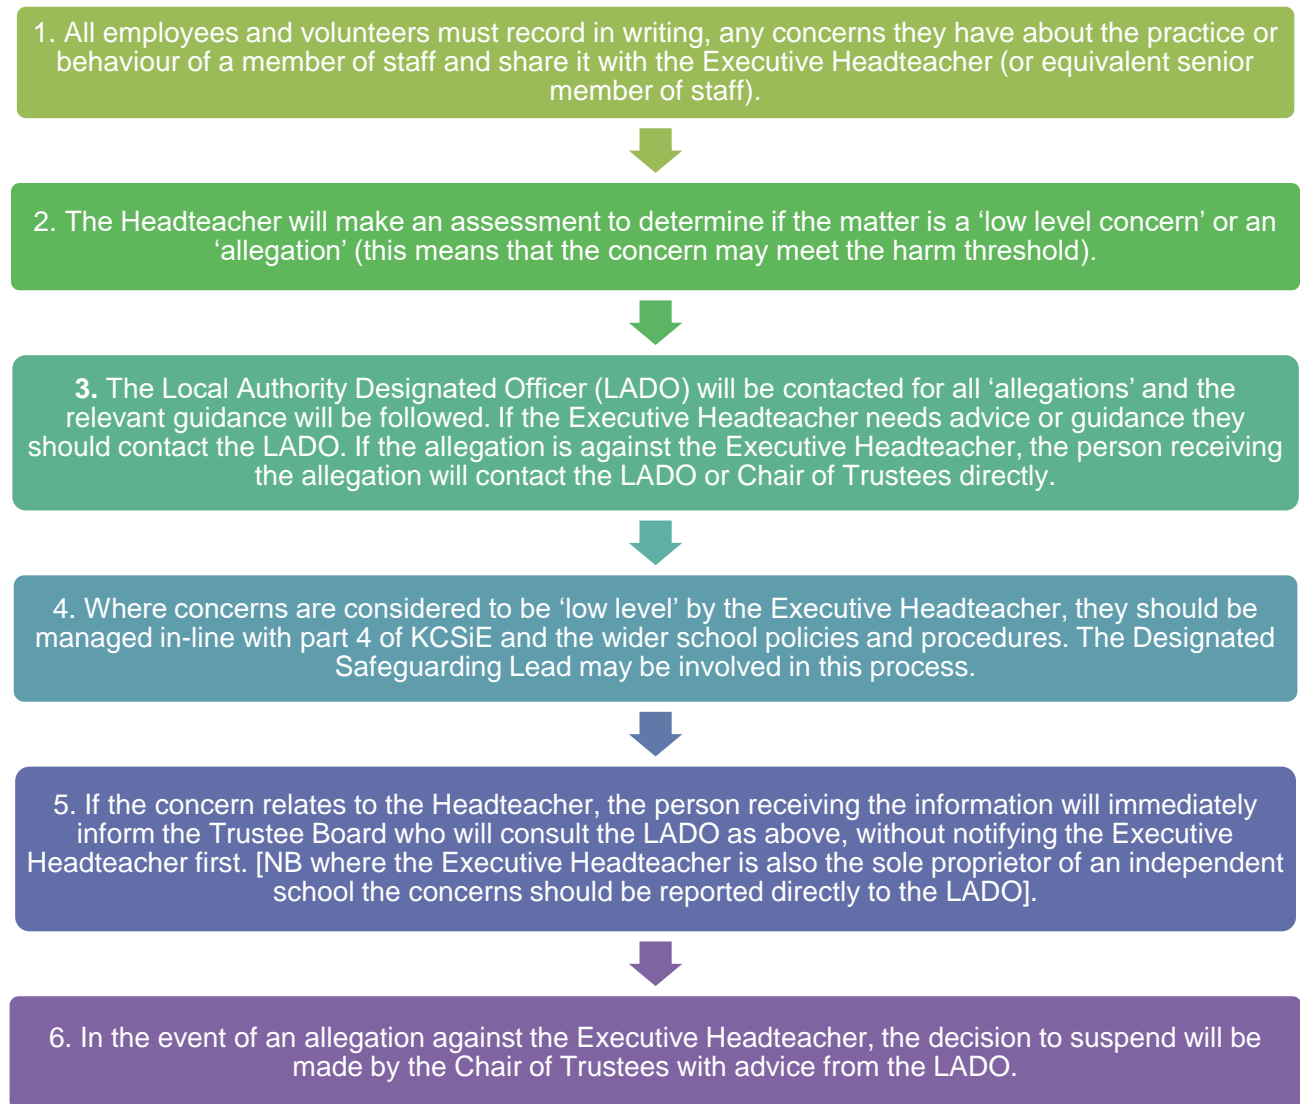 1. All employees and volunteers must record in writing, any concerns they have about the practice or
behaviour of a member of staff and share it with the Executive Headteacher (or equivalent senior
member of staff).
2. The Headteacher will make an assessment to determine if the matter is a ‘low level concern’ or an
‘allegation’ (this means that the concern may meet the harm threshold).
3. The Local Authority Designated Officer (LADO) will be contacted for all ‘allegations’ and the
relevant guidance will be followed. If the Executive Headteacher needs advice or guidance they
should contact the LADO. If the allegation is against the Executive Headteacher, the person receiving
the allegation will contact the LADO or Chair of Trustees directly.
4. Where concerns are considered to be ‘low level’ by the Executive Headteacher, they should be
managed in-line with part 4 of KCSiE and the wider school policies and procedures. The Designated
Safeguarding Lead may be involved in this process.
5. If the concern relates to the Headteacher, the person receiving the information will immediately
inform the Trustee Board who will consult the LADO as above, without notifying the Executive
Headteacher first. [NB where the Executive Headteacher is also the sole proprietor of an independent
school the concerns should be reported directly to the LADO].
6. In the event of an allegation against the Executive Headteacher, the decision to suspend will be
made by the Chair of Trustees with advice from the LADO.